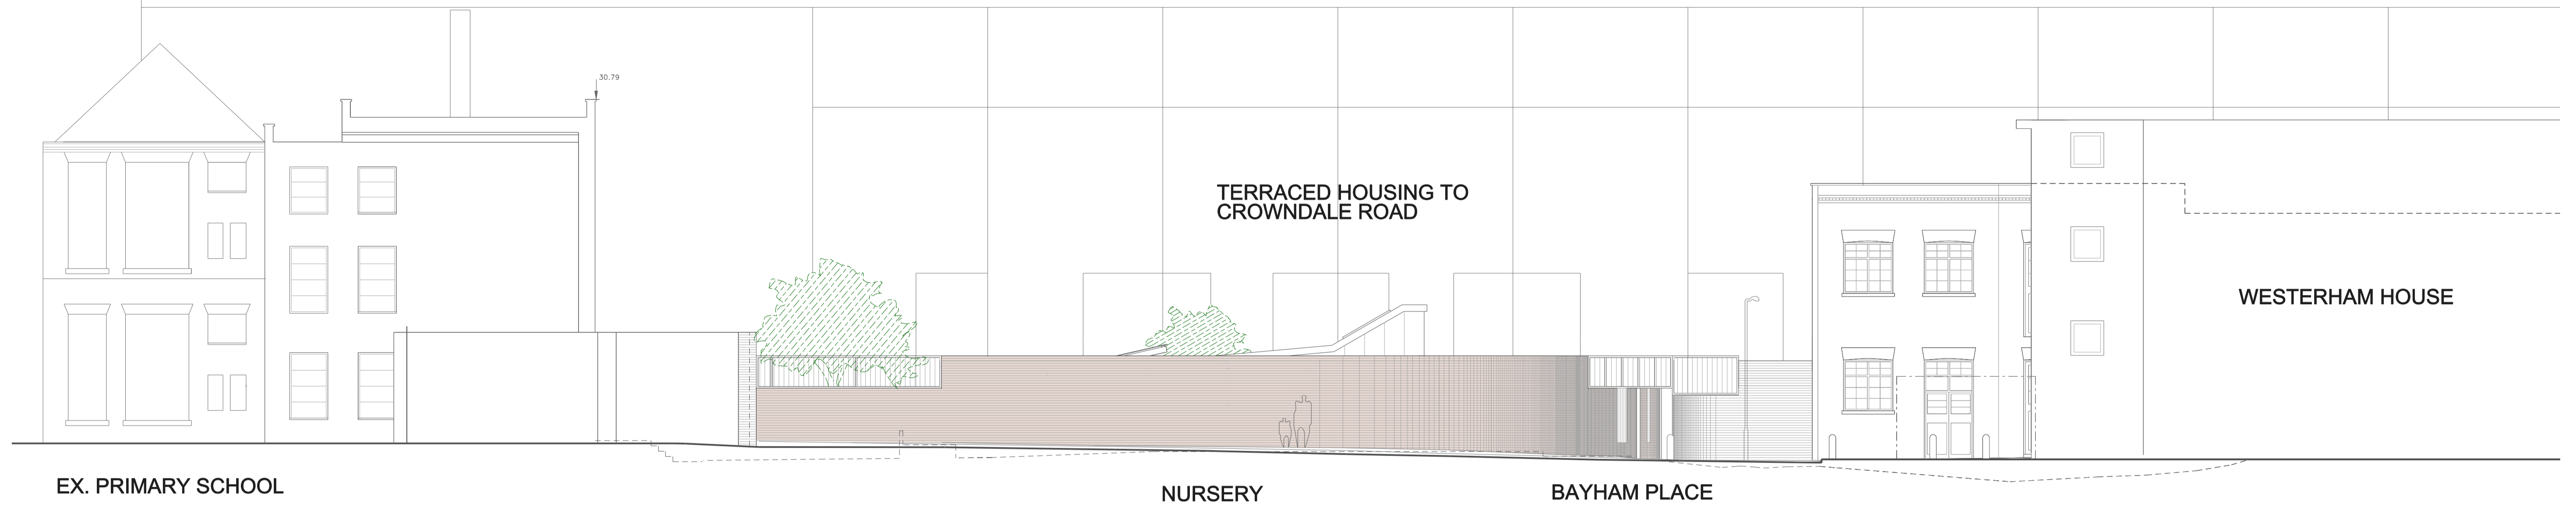 30.79
TERRACED HOUSING TO
CROWNDALE ROAD
WESTERHAM HOUSE
EX. PRIMARY SCHOOL
NURSERY
BAYHAM PLACE